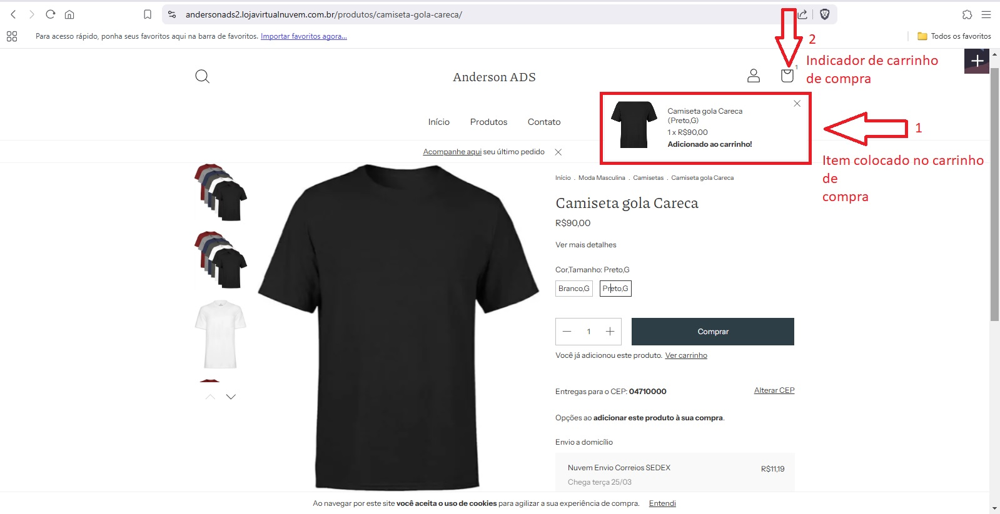 andersonads2.lojavirtualnuvem.com.br/produtos/camiseta-gola-careca/
Para acesso rápido, ponha seus favoritos aqui na barra de favoritos. Importar favoritos agora...
Todos os favoritos
2
Indicador de carrinho
de compra
Anderson ADS
1
Início
Produtos
Contato
Camiseta gola Careca
(Preto,G)
1 x R$90,00
Adicionado ao carrinho!
1
Item colocado no carrinho
de
compra
Acompanhe aqui seu último pedido
Início . Moda Masculina . Camisetas . Camiseta gola Careca
Camiseta gola Careca
R$90,00
Ver mais detalhes
Cor,Tamanho: Preto,G
Branco,G
Preto,G
1
Comprar
Você já adicionou este produto. Ver carrinho
Entregas para o CEP: 04710000
Alterar CEP
Opções ao adicionar este produto à sua compra.
Envio a domicílio
Nuvem Envio Correios SEDEX
R$11,19
Chega terça 25/03
Ao navegar por este site você aceita o uso de cookies para agilizar a sua experiência de compra. Entendi